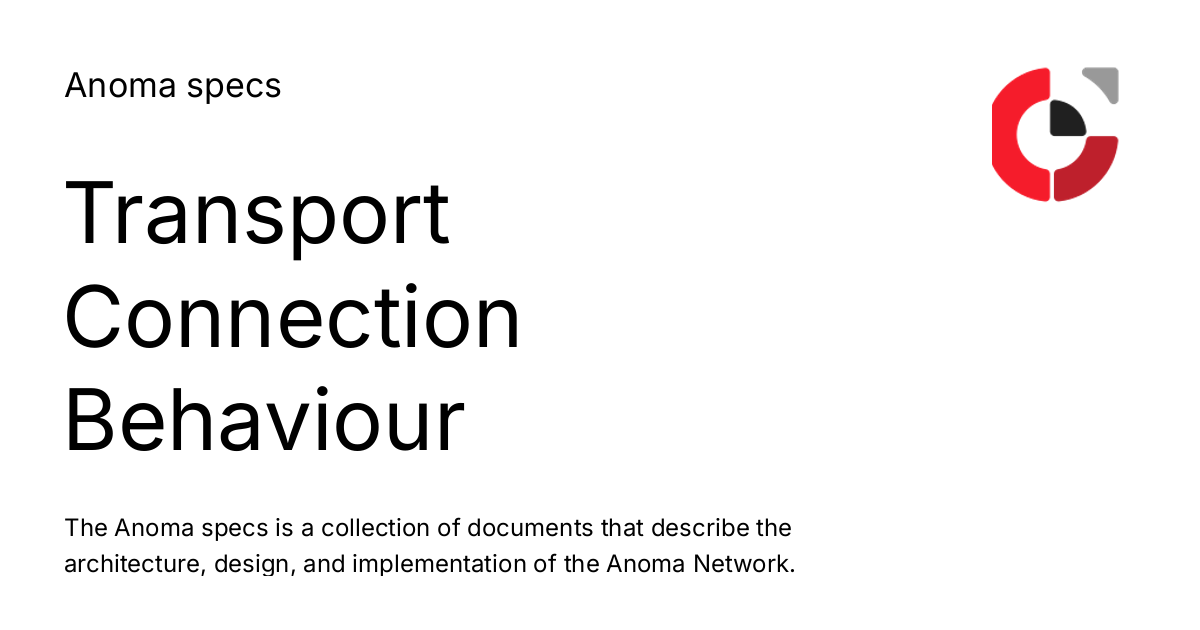 Anoma specs
Transport
Connection
Behaviour
The Anoma specs is a collection of documents that describe the
architecture, design, and implementation of the Anoma Network.